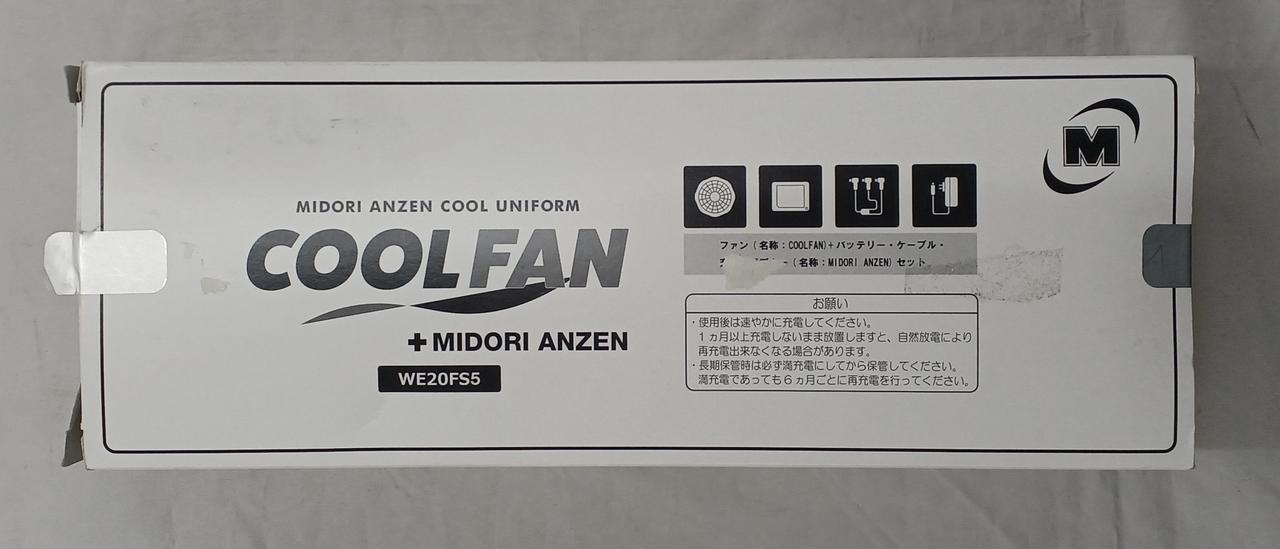 MIDORI ANZEN COOL UNIFORM
COOLFAN
+MIDORI ANZEN
WE20FS5
M
ファン(名称:COOLFAN)+バッテリー・ケーブル・
(名称:MIDORI ANZEN)セット
お願い
・使用後は速やかに充電してください。
1ヵ月以上充電しないまま放置しますと、自然放電により
再充電出来なくなる場合があります。
・長期保管時は必ず満充電にしてから保管してください。
満充電であっても6ヵ月ごとに再充電を行ってください。